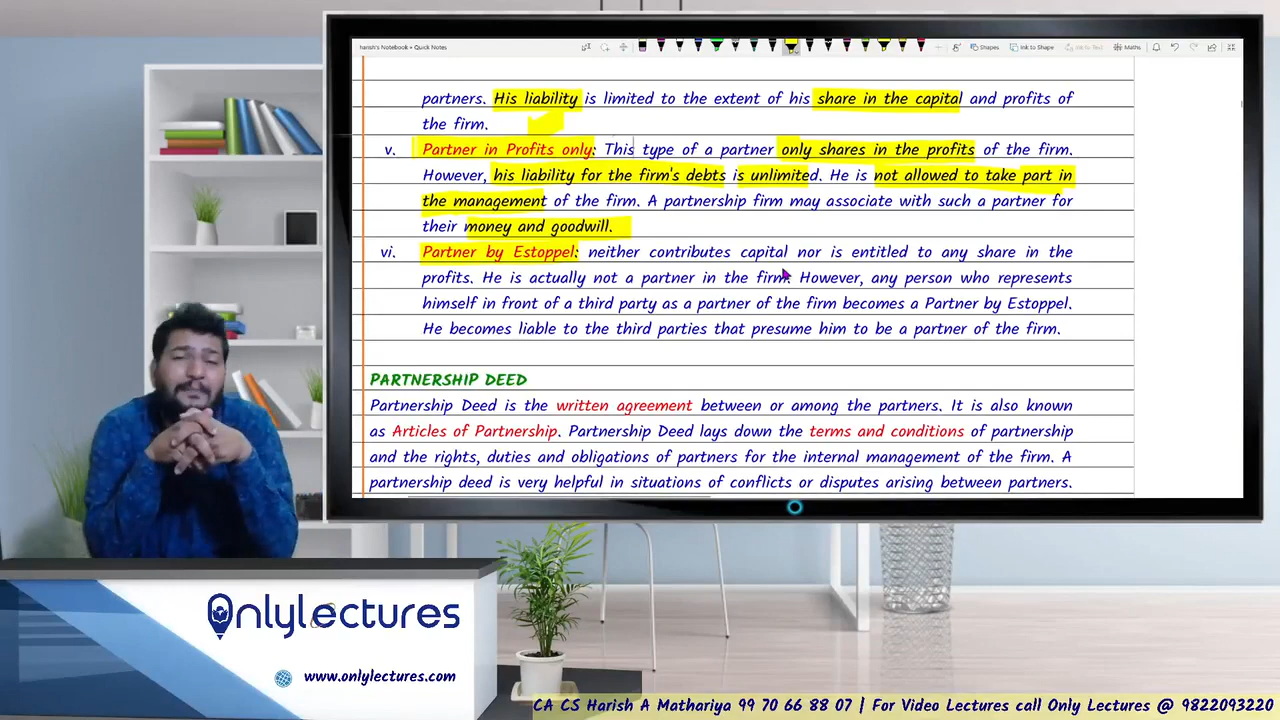 harish's Notebook » Quick Notes
Shapes
Ink to Shape
Ink to Text
Maths
partners. His liability is limited to the extent of his share in the capital and profits of
the firm.
v. Partner in Profits only: This type of a partner only shares in the profits of the firm.
However, his liability for the firm's debts is unlimited. He is not allowed to take part in
the management of the firm. A partnership firm may associate with such a partner for
their money and goodwill.
vi. Partner by Estoppel: neither contributes capital nor is entitled to any share in the
profits. He is actually not a partner in the firm. However, any person who represents
himself in front of a third party as a partner of the firm becomes a Partner by Estoppel.
He becomes liable to the third parties that presume him to be a partner of the firm.
PARTNERSHIP DEED
Partnership Deed is the written agreement between or among the partners. It is also known
as Articles of Partnership. Partnership Deed lays down the terms and conditions of partnership
and the rights, duties and obligations of partners for the internal management of the firm. A
partnership deed is very helpful in situations of conflicts or disputes arising between partners.
Onlylectures
www.onlylectures.com
CA CS Harish A Mathariya 99 70 66 88 07 | For Video Lectures call Only Lectures @ 9822093220